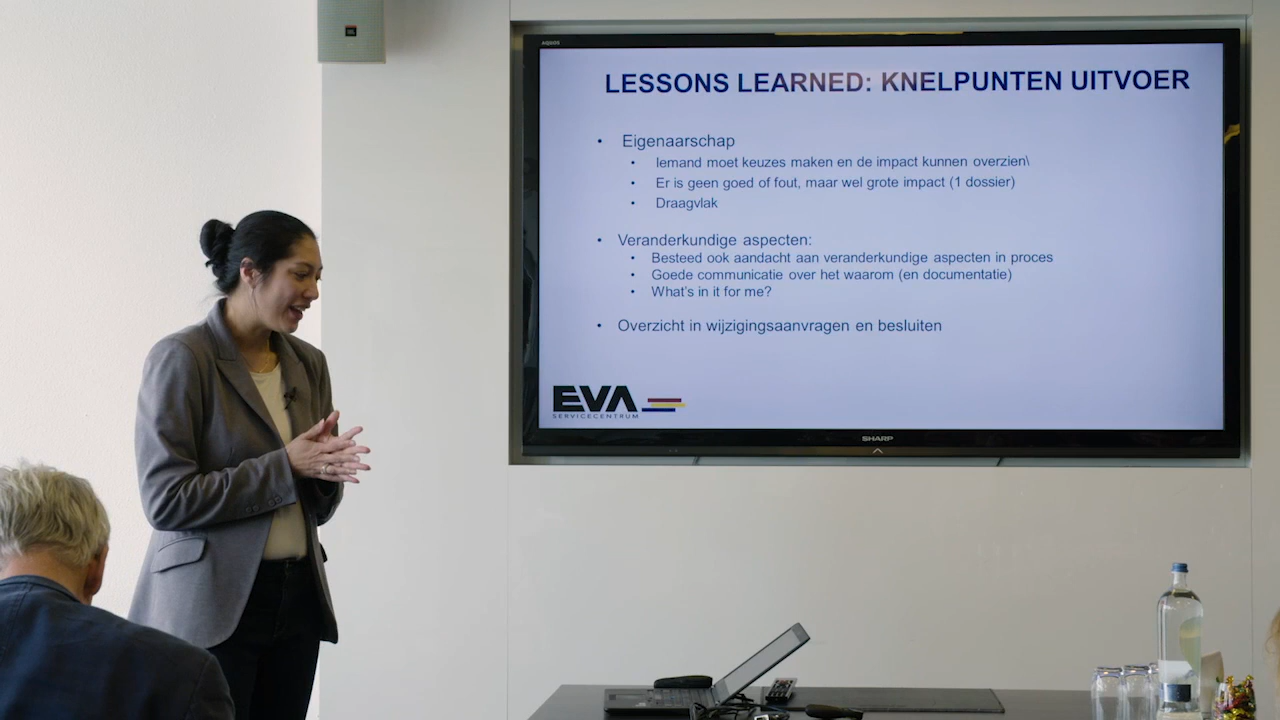 JBL
AQUOS
LESSONS LEARNED: KNELPUNTEN UITVOER
• Eigenaarschap
• Iemand moet keuzes maken en de impact kunnen overzien\
• Er is geen goed of fout, maar wel grote impact (1 dossier)
• Draagvlak
• Veranderkundige aspecten:
• Besteed ook aandacht aan veranderkundige aspecten in proces
• Goede communicatie over het waarom (en documentatie)
• What's in it for me?
• Overzicht in wijzigingsaanvragen en besluiten
EVA
SERVICECENTRUM
SHARP